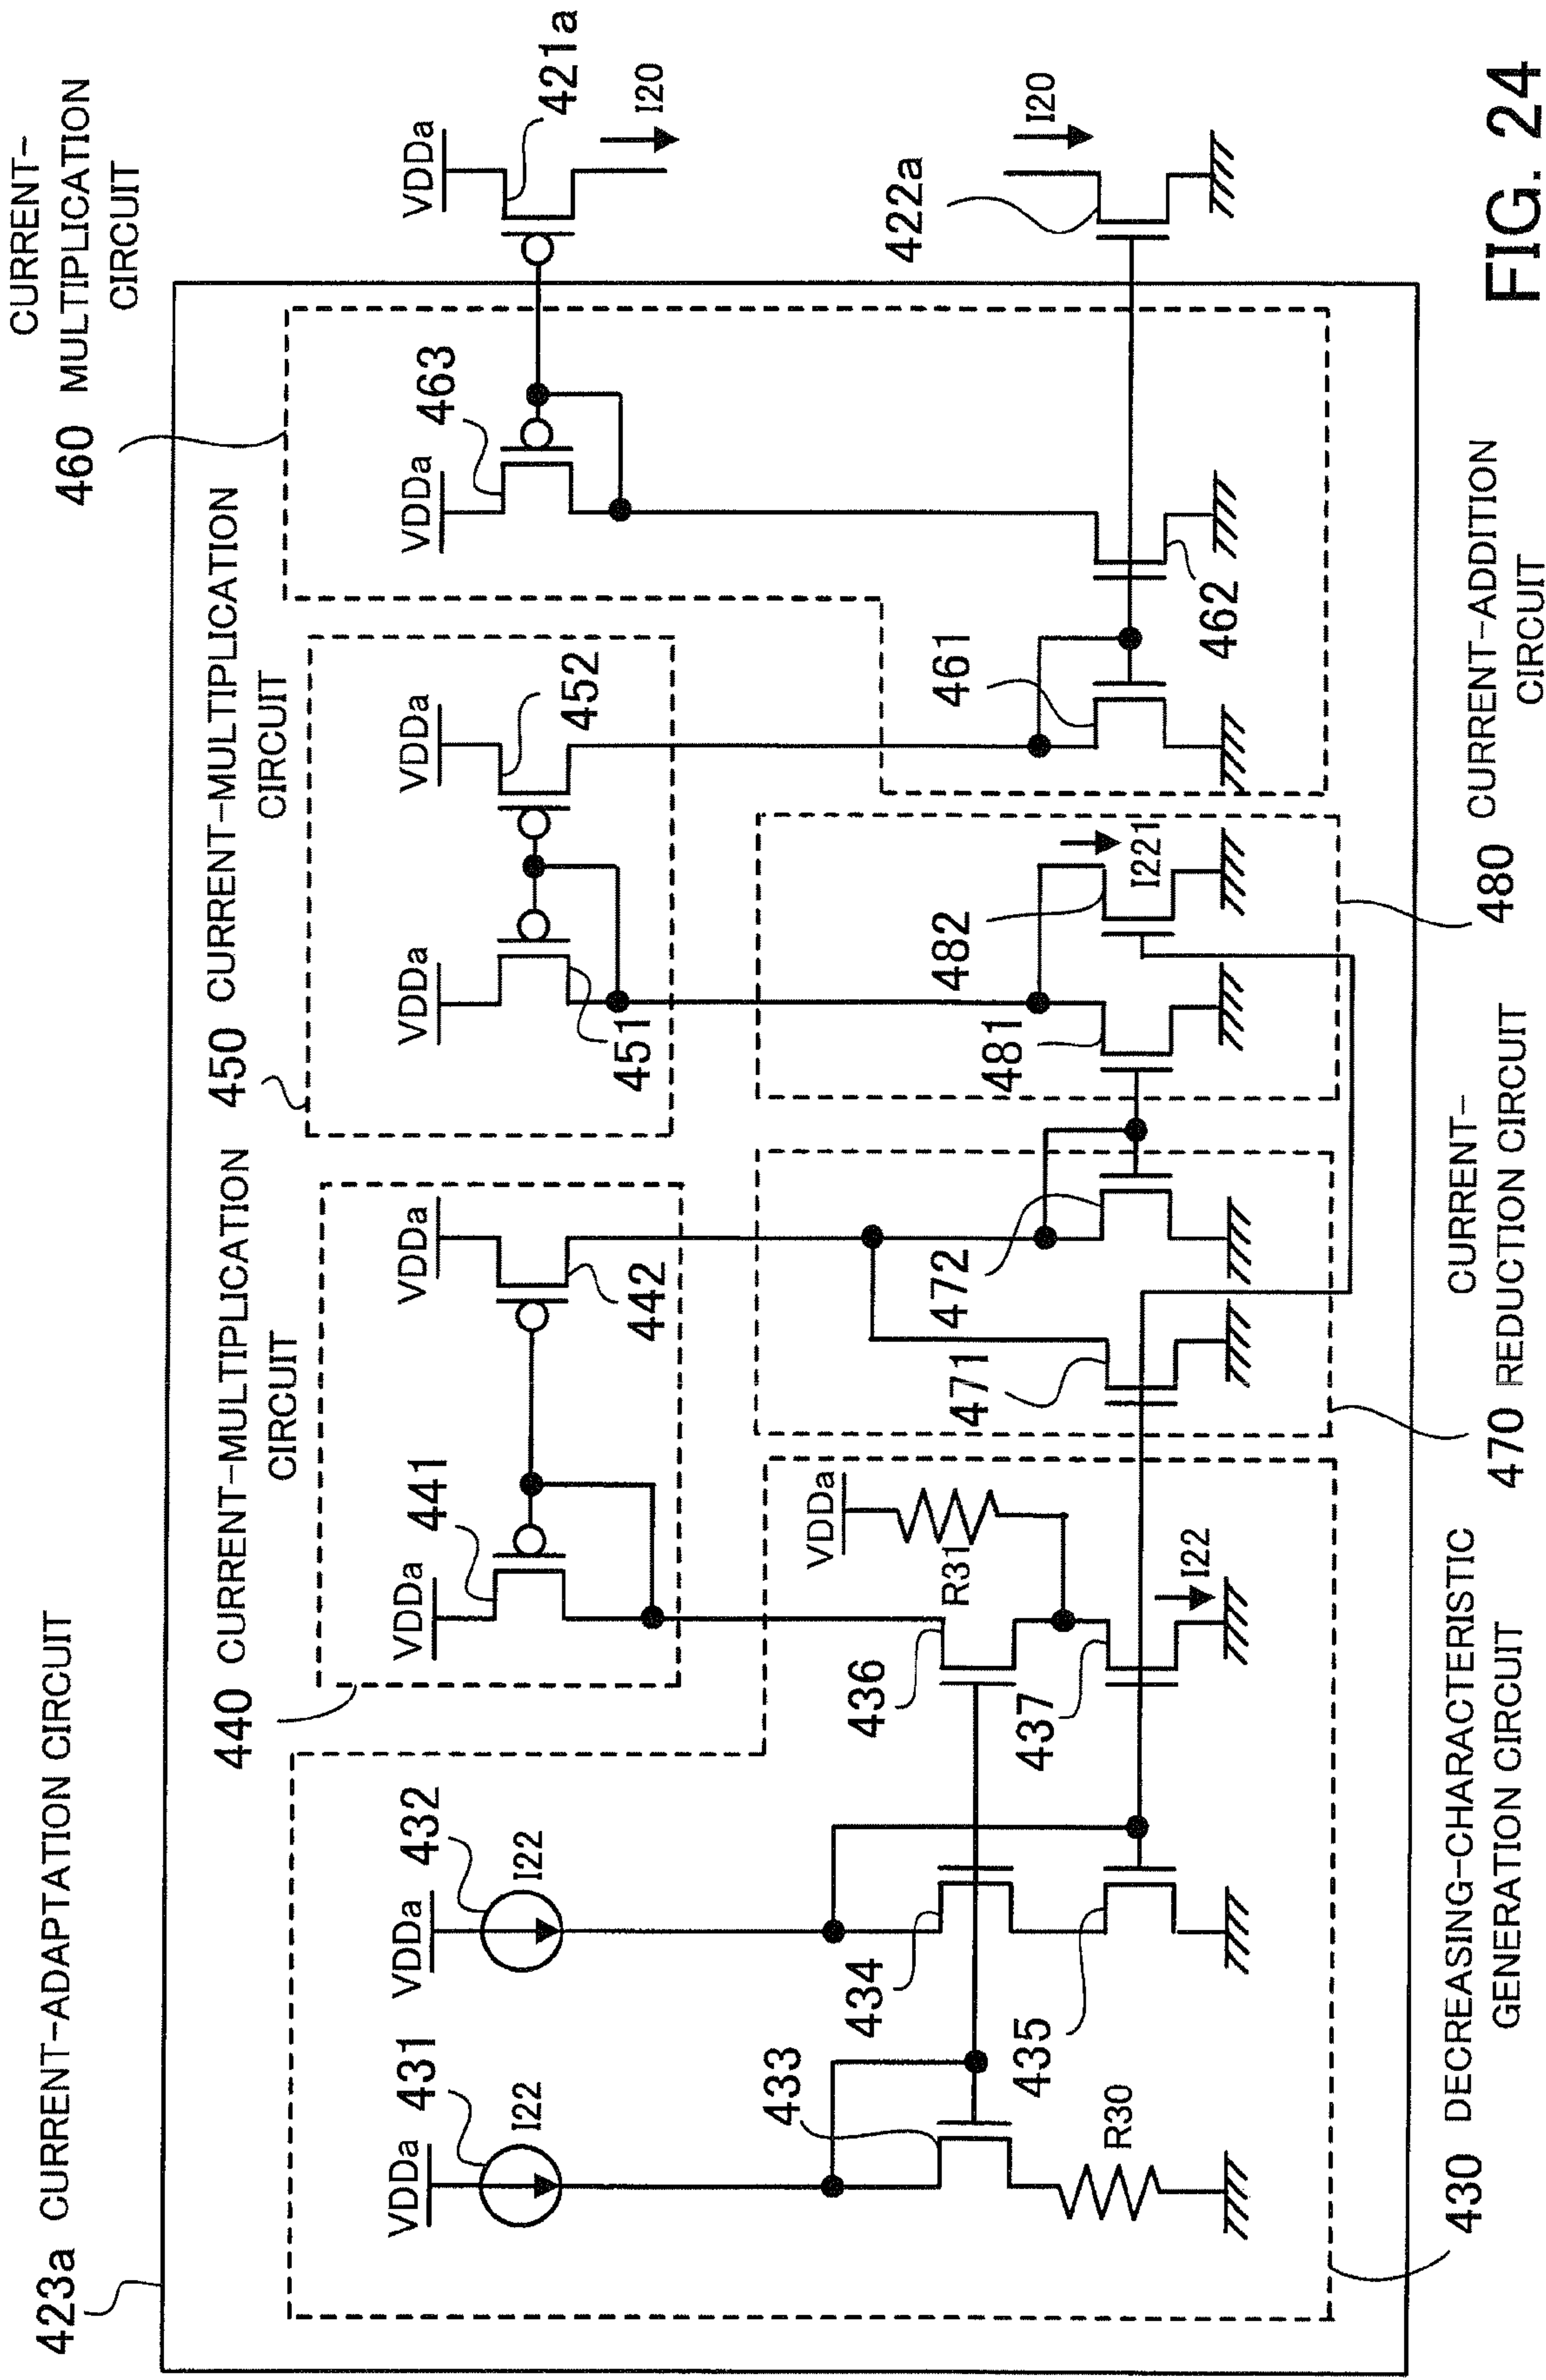 423a CURRENT-ADAPTATION CIRCUIT
440 CURRENT-MULTIPLICATION
CIRCUIT
450 CURRENT-MULTIPLICATION
CIRCUIT
CURRENT-
460 MULTIPLICATION
CIRCUIT
VDDa
431
I22
VDDa
432
I22
VDDa
441
VDDa
442
VDDa
451
VDDa
452
VDDa
463
VDDa
421a
I20
433
R30
434
435
436
437
VDDa
R31
I22
471
472
481
482
I221
461
462
422a
I20
430 DECREASING-CHARACTERISTIC
GENERATION CIRCUIT
CURRENT-
470 REDUCTION CIRCUIT
480 CURRENT-ADDITION
CIRCUIT
FIG. 24